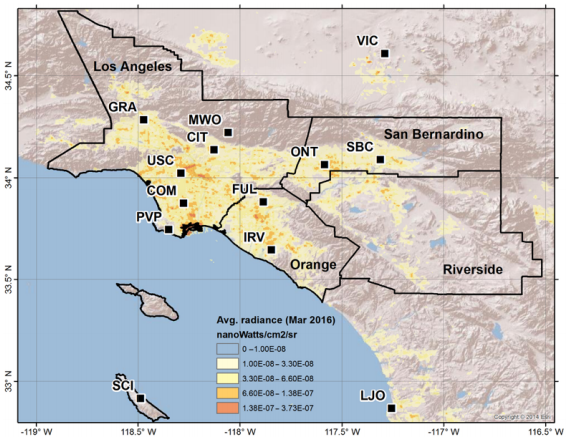 VIC
Los Angeles
GRA
MWO
CIT
San Bernardino
SBC
ONT
USC
COM
FUL
PVP
IRV
Orange
Riverside
SCI
LJO
Avg. radiance (Mar 2016)
nanoWatts/cm2/sr
0 –1.00E-08
1.00E-08– 3.30E-08
3.30E-08 – 6.60E-08
6.60E-08 – 1.38E-07
1.38E-07 – 3.73E-07
34.5° N
34° N
33.5° N
33° N
-119° W
-118.5° W
-118° W
-117.5° W
-117° W
-116.5° W
Copyright © 2014 Esri